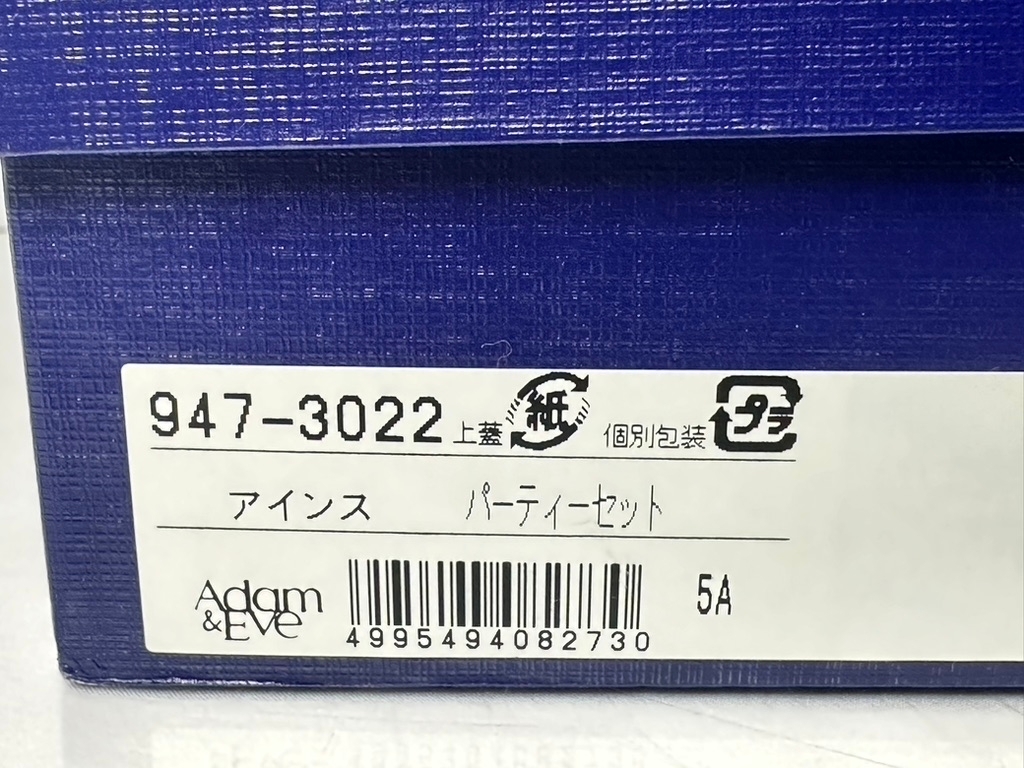 947-3022 上蓋 紙 個別包装 プラ
アインス パーティーセット
Adam
&EVE 4995494082730 5A